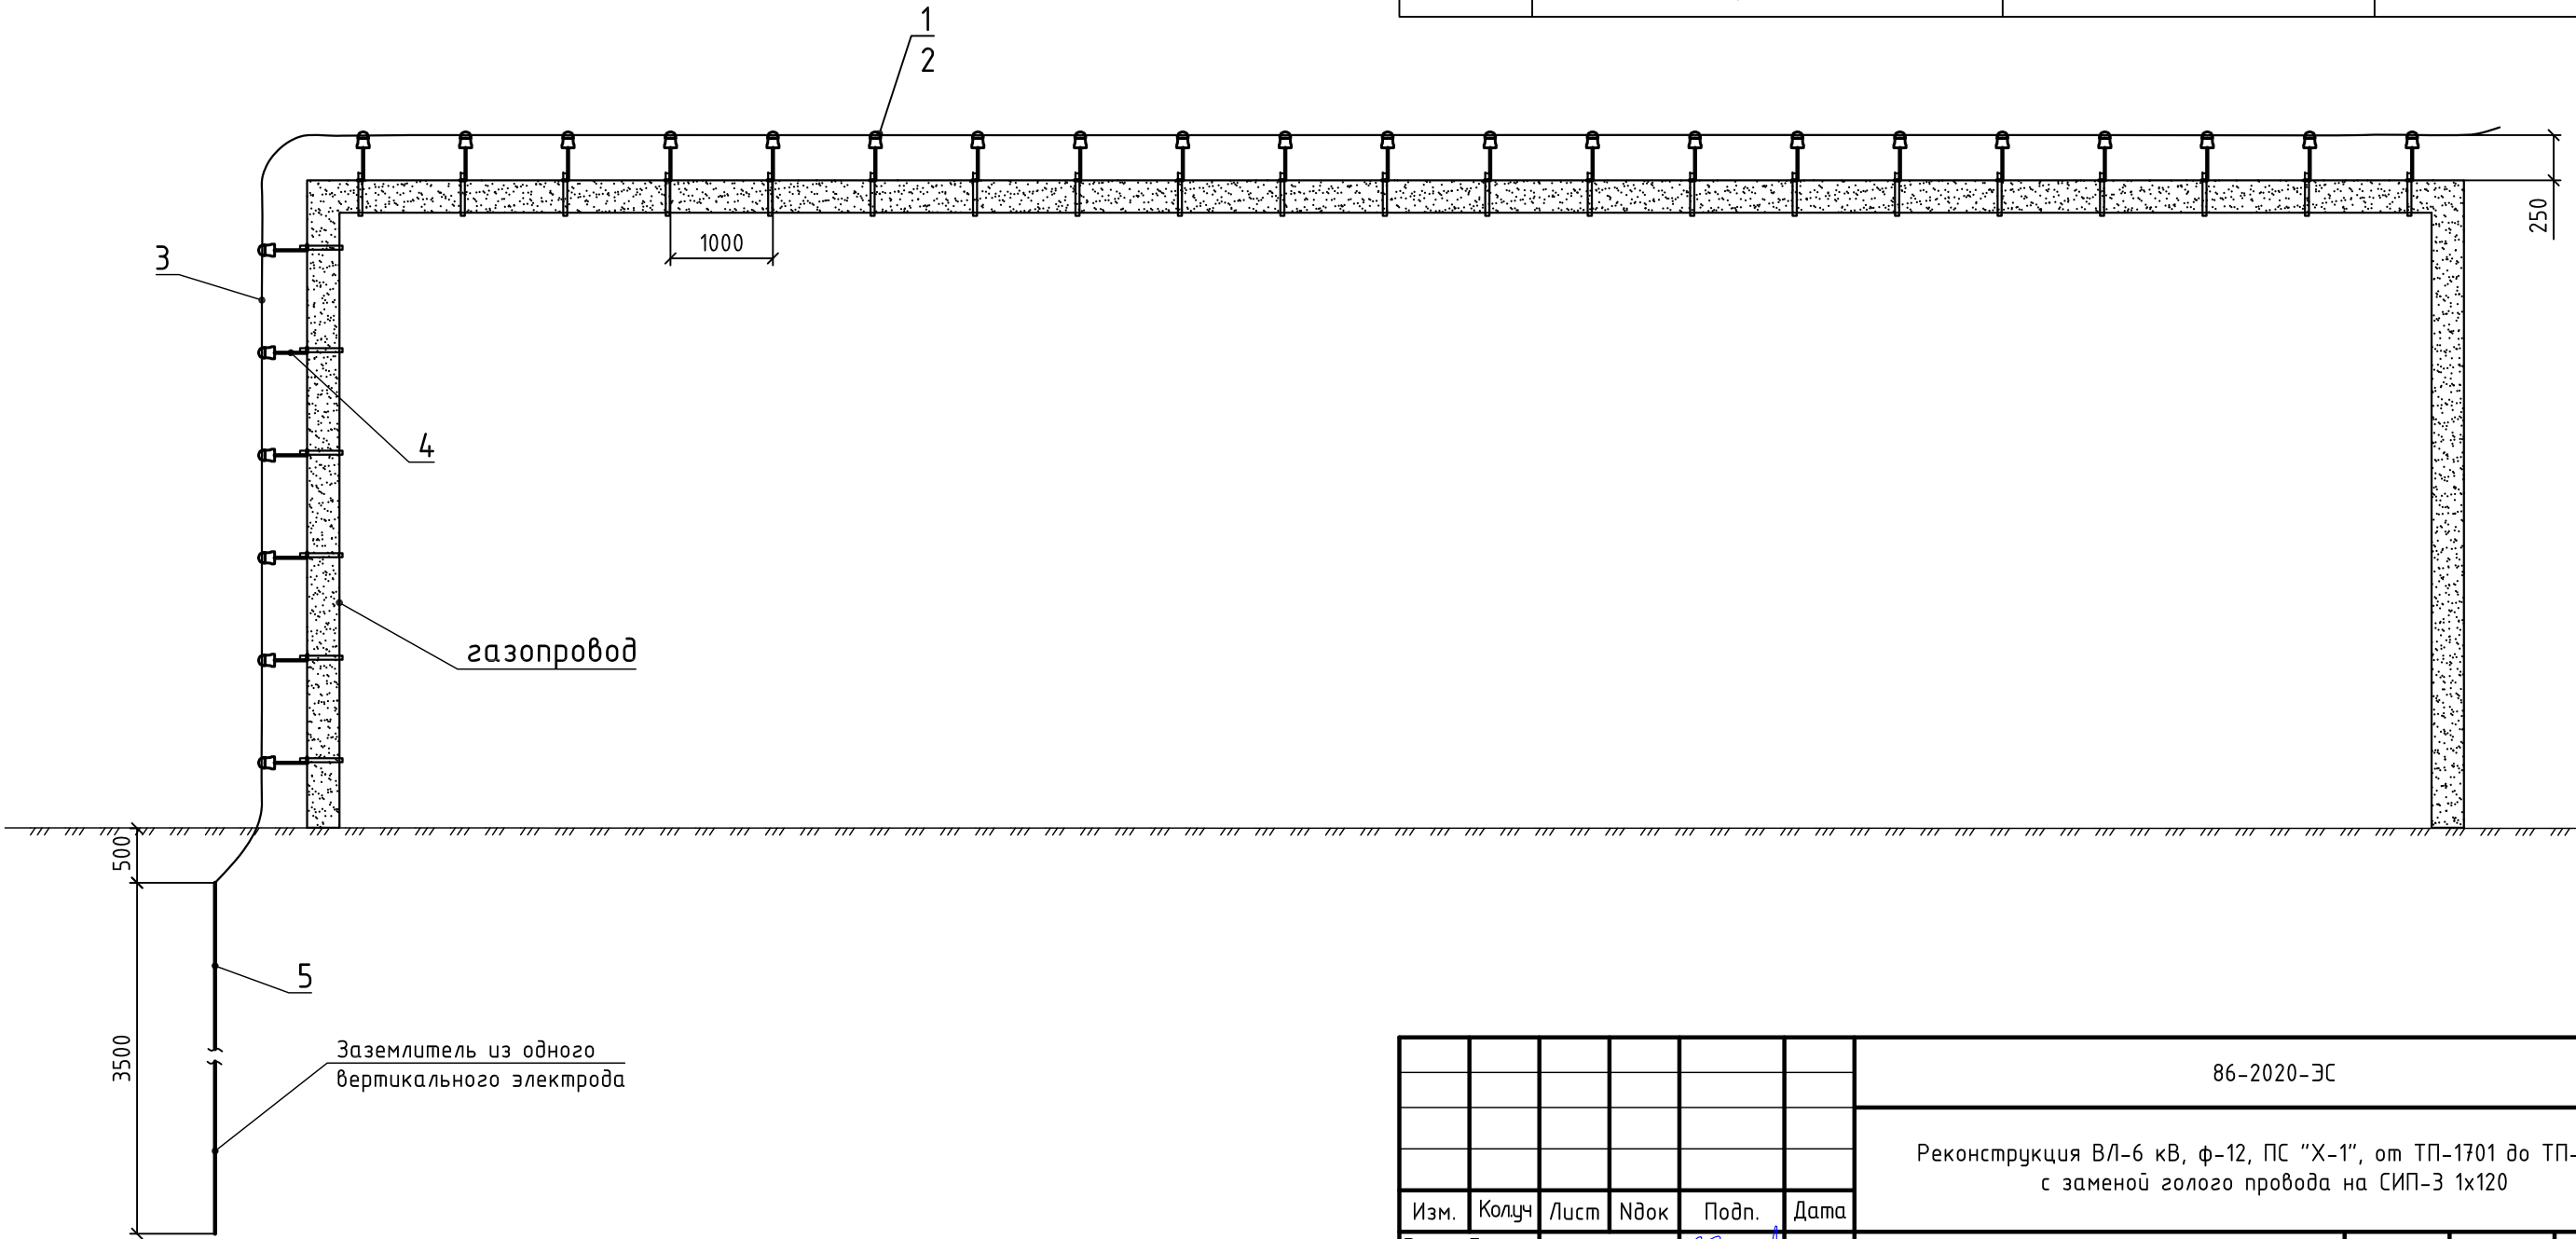 1
2
250
1000
3
4
газопровод
500
5
3500
Заземлитель из одного
вертикального электрода
86-2020-ЭС
Реконструкция ВЛ-6 кВ, ф-12, ПС "Х-1", от ТП-1701 до ТП-
с заменой голого провода на СИП-3 1х120
Изм. Кол.уч Лист Nдок Подп. Дата